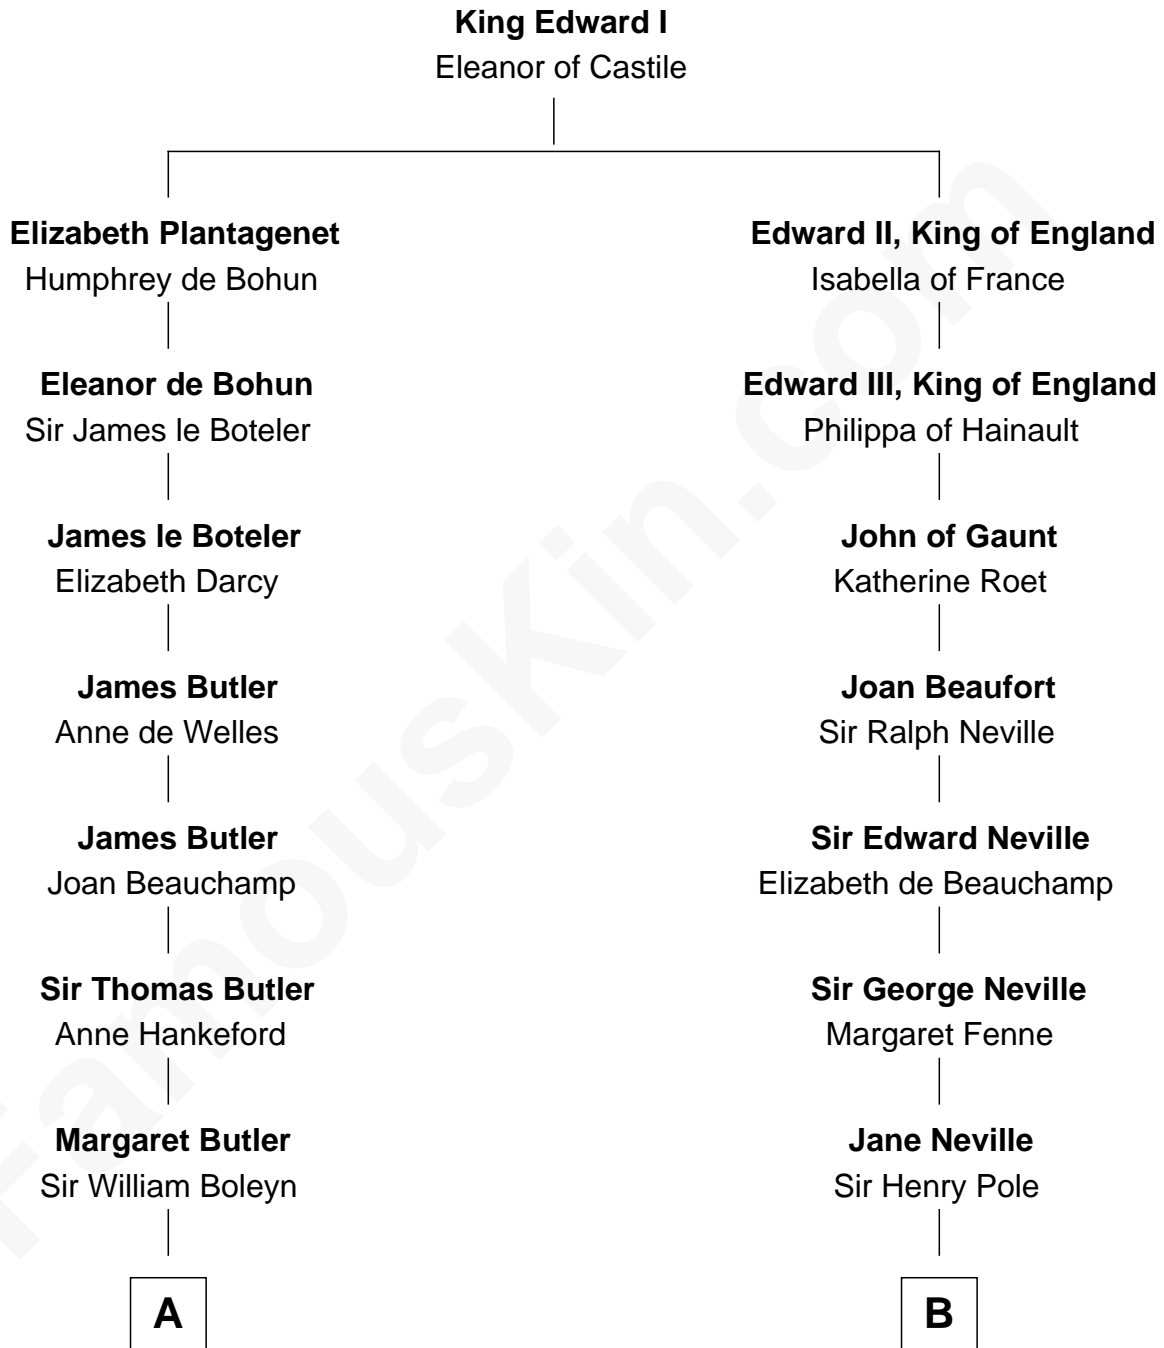 King Edward I
Eleanor of Castile
Elizabeth Plantagenet
Humphrey de Bohun
Edward II, King of England
Isabella of France
Eleanor de Bohun
Sir James le Boteler
Edward III, King of England
Philippa of Hainault
James le Boteler
Elizabeth Darcy
John of Gaunt
Katherine Roet
James Butler
Anne de Welles
Joan Beaufort
Sir Ralph Neville
James Butler
Joan Beauchamp
Sir Edward Neville
Elizabeth de Beauchamp
Sir Thomas Butler
Anne Hankeford
Sir George Neville
Margaret Fenne
Margaret Butler
Sir William Boleyn
Jane Neville
Sir Henry Pole
A
B
FamousKin.com